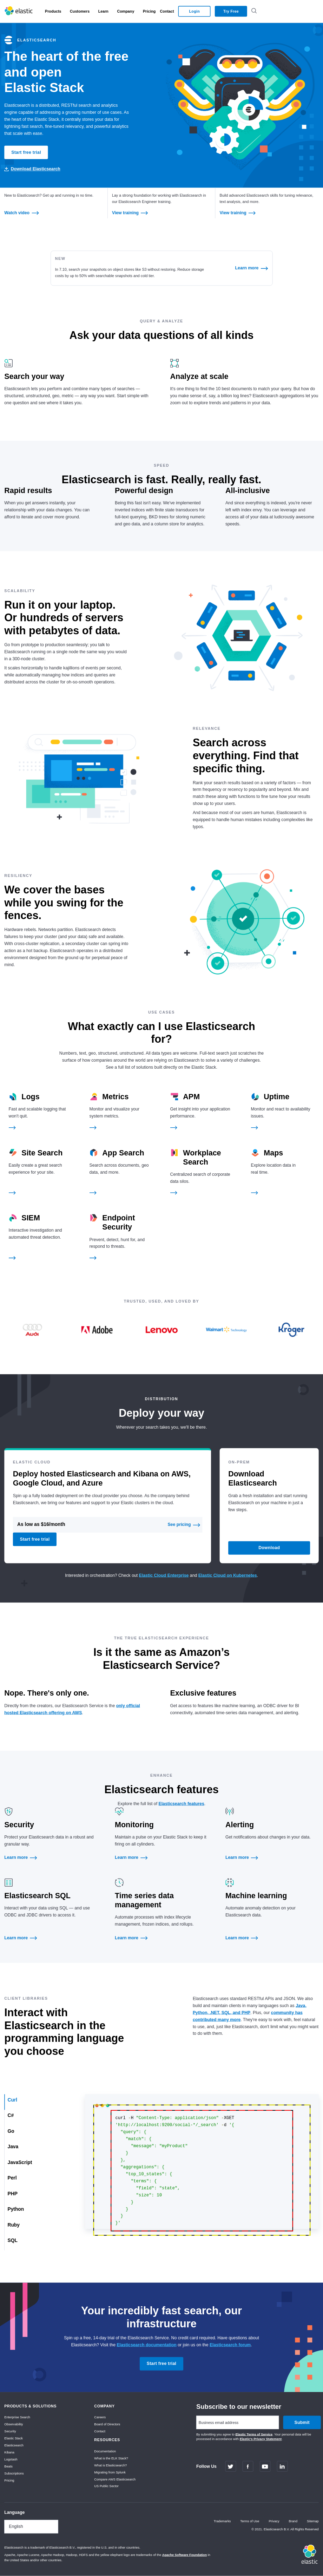 elastic
Products
Customers
Learn
Company
Pricing
Contact
Login
Try Free
ELASTICSEARCH
The heart of the free
and open
Elastic Stack
Elasticsearch is a distributed, RESTful search and analytics
engine capable of addressing a growing number of use cases. As
the heart of the Elastic Stack, it centrally stores your data for
lightning fast search, fine-tuned relevancy, and powerful analytics
that scale with ease.
Start free trial
Download Elasticsearch
New to Elasticsearch? Get up and running in no time.
Watch video
Lay a strong foundation for working with Elasticsearch in
our Elasticsearch Engineer training.
View training
Build advanced Elasticsearch skills for tuning relevance,
text analysis, and more.
View training
NEW
In 7.10, search your snapshots on object stores like S3 without restoring. Reduce storage
costs by up to 50% with searchable snapshots and cold tier.
Learn more
QUERY & ANALYZE
Ask your data questions of all kinds
Search your way
Elasticsearch lets you perform and combine many types of searches —
structured, unstructured, geo, metric — any way you want. Start simple with
one question and see where it takes you.
Analyze at scale
It's one thing to find the 10 best documents to match your query. But how do
you make sense of, say, a billion log lines? Elasticsearch aggregations let you
zoom out to explore trends and patterns in your data.
SPEED
Elasticsearch is fast. Really, really fast.
Rapid results
When you get answers instantly, your
relationship with your data changes. You can
afford to iterate and cover more ground.
Powerful design
Being this fast isn't easy. We've implemented
inverted indices with finite state transducers for
full-text querying, BKD trees for storing numeric
and geo data, and a column store for analytics.
All-inclusive
And since everything is indexed, you're never
left with index envy. You can leverage and
access all of your data at ludicrously awesome
speeds.
SCALABILITY
Run it on your laptop.
Or hundreds of servers
with petabytes of data.
Go from prototype to production seamlessly; you talk to
Elasticsearch running on a single node the same way you would
in a 300-node cluster.
It scales horizontally to handle kajillions of events per second,
while automatically managing how indices and queries are
distributed across the cluster for oh-so-smooth operations.
RELEVANCE
Search across
everything. Find that
specific thing.
Rank your search results based on a variety of factors — from
term frequency or recency to popularity and beyond. Mix and
match these along with functions to fine tune how your results
show up to your users.
And because most of our users are human, Elasticsearch is
equipped to handle human mistakes including complexities like
typos.
RESILIENCY
We cover the bases
while you swing for the
fences.
Hardware rebels. Networks partition. Elasticsearch detects
failures to keep your cluster (and your data) safe and available.
With cross-cluster replication, a secondary cluster can spring into
action as a hot backup. Elasticsearch operates in a distributed
environment designed from the ground up for perpetual peace of
mind.
USE CASES
What exactly can I use Elasticsearch
for?
Numbers, text, geo, structured, unstructured. All data types are welcome. Full-text search just scratches the
surface of how companies around the world are relying on Elasticsearch to solve a variety of challenges.
See a full list of solutions built directly on the Elastic Stack.
Logs
Fast and scalable logging that
won't quit.
Metrics
Monitor and visualize your
system metrics.
APM
Get insight into your application
performance.
Uptime
Monitor and react to availability
issues.
Site Search
Easily create a great search
experience for your site.
App Search
Search across documents, geo
data, and more.
Workplace
Search
Centralized search of corporate
data silos.
Maps
Explore location data in
real time.
SIEM
Interactive investigation and
automated threat detection.
Endpoint
Security
Prevent, detect, hunt for, and
respond to threats.
TRUSTED, USED, AND LOVED BY
Audi
Adobe
Lenovo
Walmart
Technology
Kroger
DISTRIBUTION
Deploy your way
Wherever your search takes you, we'll be there.
ELASTIC CLOUD
Deploy hosted Elasticsearch and Kibana on AWS,
Google Cloud, and Azure
Spin up a fully loaded deployment on the cloud provider you choose. As the company behind
Elasticsearch, we bring our features and support to your Elastic clusters in the cloud.
As low as $16/month
See pricing
Start free trial
ON-PREM
Download
Elasticsearch
Grab a fresh installation and start running
Elasticsearch on your machine in just a
few steps.
Download
Interested in orchestration? Check out Elastic Cloud Enterprise and Elastic Cloud on Kubernetes.
THE TRUE ELASTICSEARCH EXPERIENCE
Is it the same as Amazon's
Elasticsearch Service?
Nope. There's only one.
Directly from the creators, our Elasticsearch Service is the only official
hosted Elasticsearch offering on AWS.
Exclusive features
Get access to features like machine learning, an ODBC driver for BI
connectivity, automated time-series data management, and alerting.
ENHANCE
Elasticsearch features
Explore the full list of Elasticsearch features.
Security
Protect your Elasticsearch data in a robust and
granular way.
Learn more
Monitoring
Maintain a pulse on your Elastic Stack to keep it
firing on all cylinders.
Learn more
Alerting
Get notifications about changes in your data.
Learn more
Elasticsearch SQL
Interact with your data using SQL — and use
ODBC and JDBC drivers to access it.
Learn more
Time series data
management
Automate processes with index lifecycle
management, frozen indices, and rollups.
Learn more
Machine learning
Automate anomaly detection on your
Elasticsearch data.
Learn more
CLIENT LIBRARIES
Interact with
Elasticsearch in the
programming language
you choose
Elasticsearch uses standard RESTful APIs and JSON. We also
build and maintain clients in many languages such as Java,
Python, .NET, SQL, and PHP. Plus, our community has
contributed many more. They're easy to work with, feel natural
to use, and, just like Elasticsearch, don't limit what you might want
to do with them.
Curl
C#
Go
Java
JavaScript
Perl
PHP
Python
Ruby
SQL
curl -H "Content-Type: application/json" -XGET
'http://localhost:9200/social-*/_search' -d '{
"query": {
"match": {
"message": "myProduct"
}
},
"aggregations": {
"top_10_states": {
"terms": {
"field": "state",
"size": 10
}
}
}
}'
Your incredibly fast search, our
infrastructure
Spin up a free, 14-day trial of the Elasticsearch Service. No credit card required. Have questions about
Elasticsearch? Visit the Elasticsearch documentation or join us on the Elasticsearch forum.
Start free trial
PRODUCTS & SOLUTIONS
Enterprise Search
Observability
Security
Elastic Stack
Elasticsearch
Kibana
Logstash
Beats
Subscriptions
Pricing
COMPANY
Careers
Board of Directors
Contact
RESOURCES
Documentation
What is the ELK Stack?
What is Elasticsearch?
Migrating from Splunk
Compare AWS Elasticsearch
US Public Sector
Subscribe to our newsletter
Business email address
Submit
By submitting you agree to Elastic Terms of Service. Your personal data will be
processed in accordance with Elastic's Privacy Statement.
Follow Us
Language
English
Trademarks
Terms of Use
Privacy
Brand
Sitemap
© 2021. Elasticsearch B.V. All Rights Reserved
Elasticsearch is a trademark of Elasticsearch B.V., registered in the U.S. and in other countries.
Apache, Apache Lucene, Apache Hadoop, Hadoop, HDFS and the yellow elephant logo are trademarks of the Apache Software Foundation in
the United States and/or other countries.
elastic